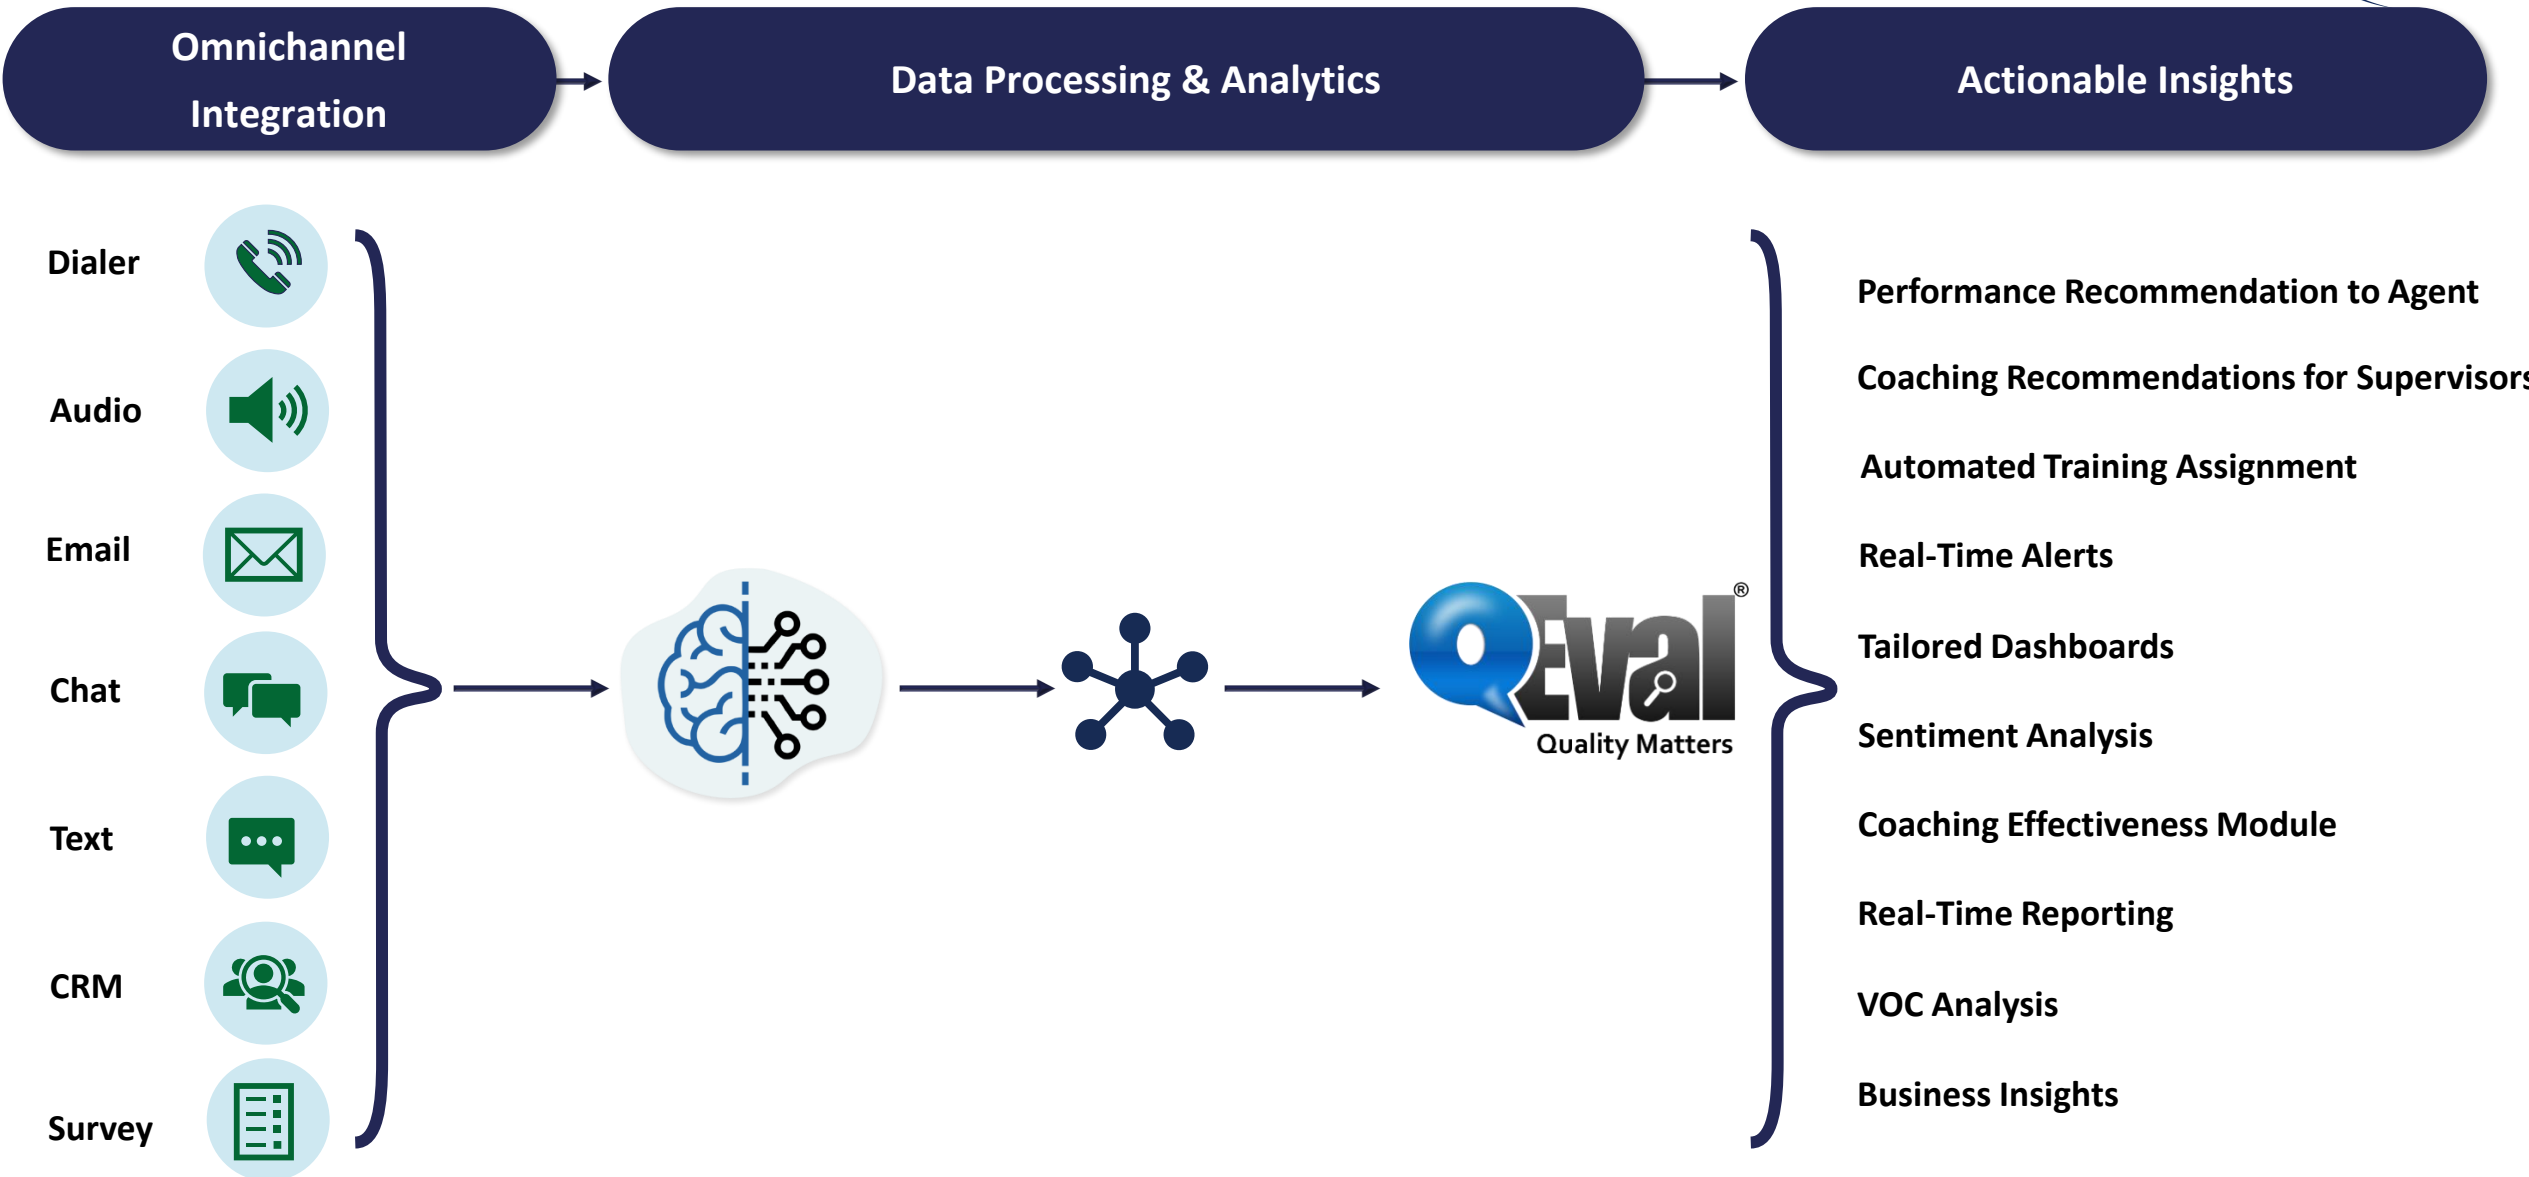 Omnichannel
Integration
Data Processing & Analytics
Actionable Insights
Dialer
Audio
Email
Chat
Text
CRM
Survey
QEval®
Quality Matters
Performance Recommendation to Agent
Coaching Recommendations for Supervisors
Automated Training Assignment
Real-Time Alerts
Tailored Dashboards
Sentiment Analysis
Coaching Effectiveness Module
Real-Time Reporting
VOC Analysis
Business Insights